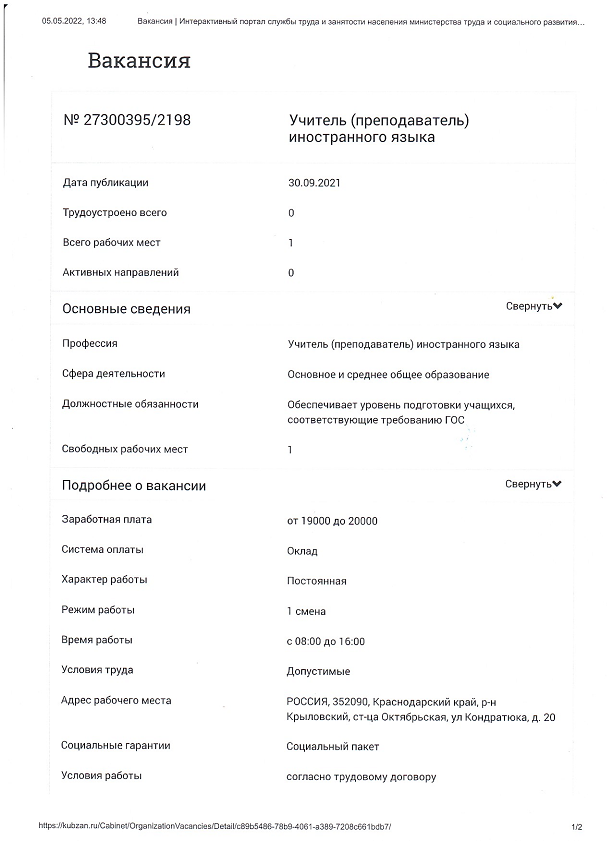 05.05.2022, 13:48 Вакансия | Интерактивный портал службы труда и занятости населения министерства труда и социального развития…
Вакансия
№ 27300395/2198 Учитель (преподаватель)
иностранного языка
Дата публикации 30.09.2021
Трудоустроено всего 0
Всего рабочих мест 1
Активных направлений 0
Основные сведения Свернуть
Профессия Учитель (преподаватель) иностранного языка
Сфера деятельности Основное и среднее общее образование
Должностные обязанности Обеспечивает уровень подготовки учащихся,
соответствующие требованию ГОС
Свободных рабочих мест 1
Подробнее о вакансии Свернуть
Заработная плата от 19000 до 20000
Система оплаты Оклад
Характер работы Постоянная
Режим работы 1 смена
Время работы с 08:00 до 16:00
Условия труда Допустимые
Адрес рабочего места РОССИЯ, 352090, Краснодарский край, р-н
Крыловский, ст-ца Октябрьская, ул Кондратюка, д. 20
Социальные гарантии Социальный пакет
Условия работы согласно трудовому договору
https://kubzan.ru/Cabinet/OrganizationVacancies/Detail/c89b5486-78b9-4061-a389-7208c661bdb7/ 1/2